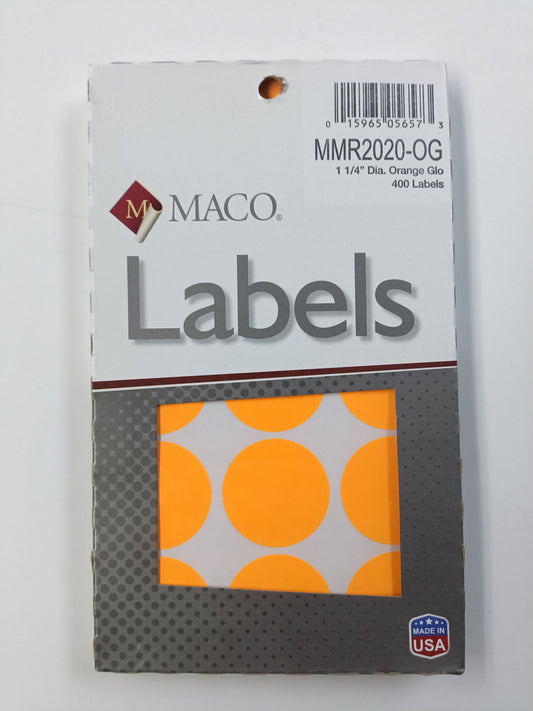 0 15965 05657 3
MMR2020-OG
1 1/4" Dia. Orange Glo
400 Labels
M MACO®
Labels
MADE IN
USA